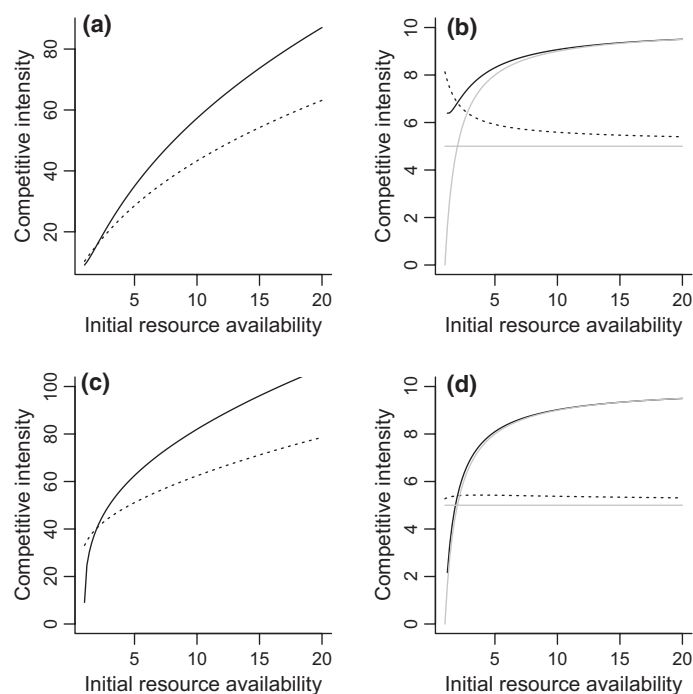 (a)
Competitive intensity
80
60
40
20
5 10 15 20
Initial resource availability
(b)
Competitive intensity
10
8
6
4
2
0
5 10 15 20
Initial resource availability
(c)
Competitive intensity
100
80
60
40
20
0
5 10 15 20
Initial resource availability
(d)
Competitive intensity
10
8
6
4
2
0
5 10 15 20
Initial resource availability